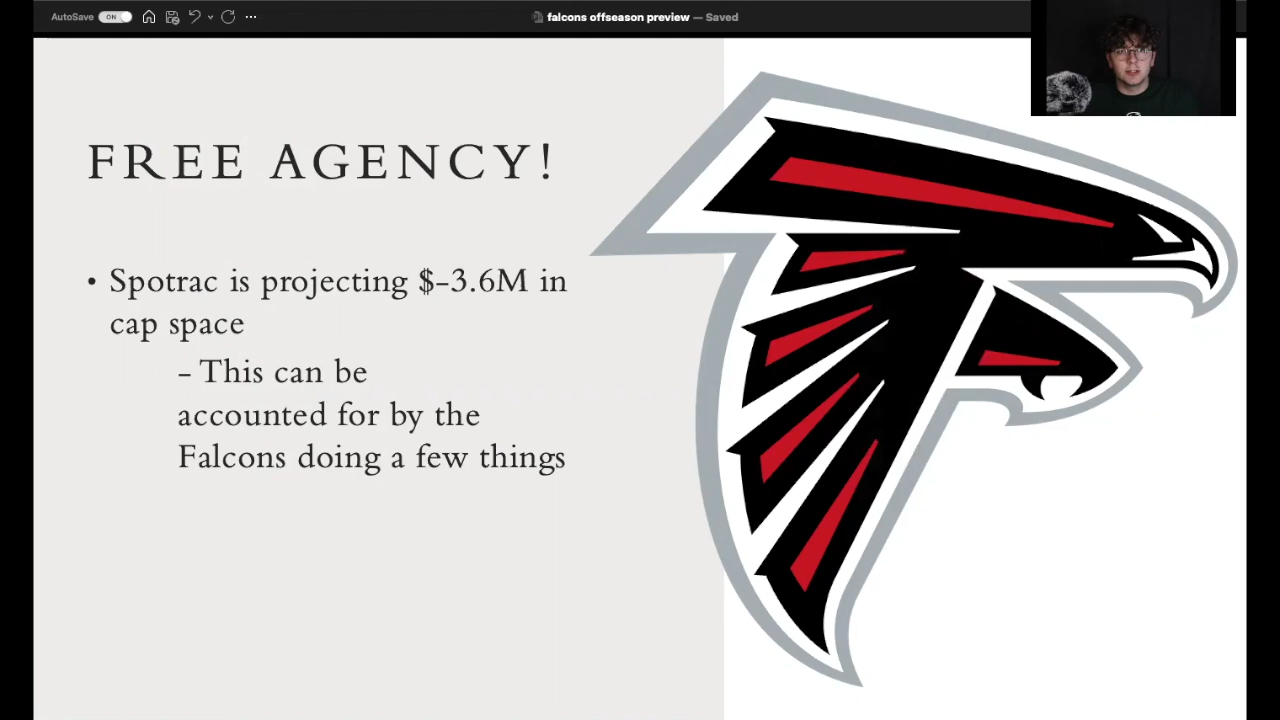 AutoSave ON
falcons offseason preview — Saved
FREE AGENCY!
• Spotrac is projecting $-3.6M in
cap space
– This can be
accounted for by the
Falcons doing a few things